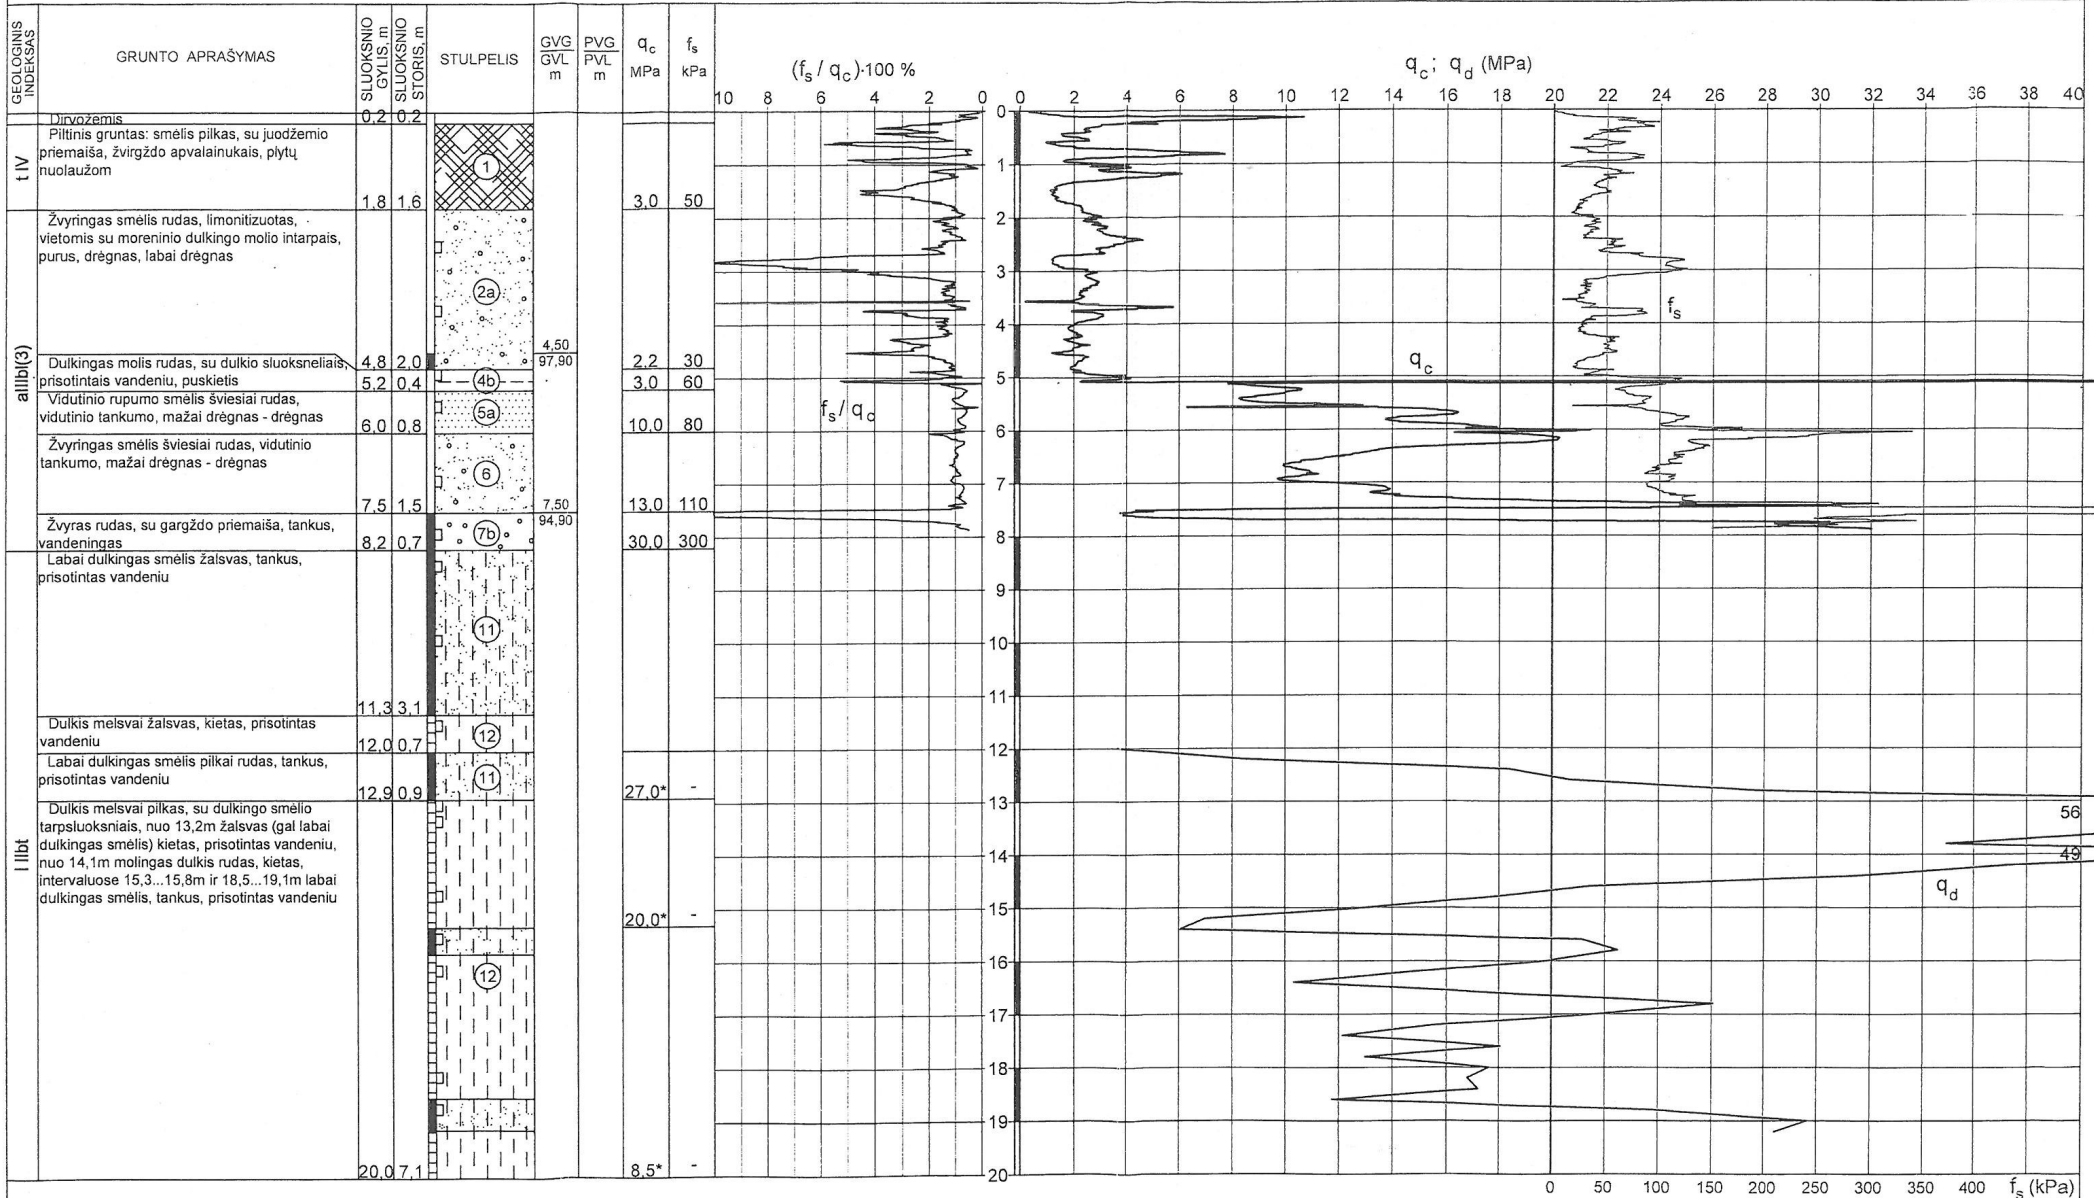 GEOLOGINIS
INDEKSAS
GRUNTO APRAŠYMAS
SLUOKSNIO
GYLIS, m
SLUOKSNIO
STORIS, m
STULPELIS
GVG
GVL
m
PVG
PVL
m
q c
MPa
f s
kPa
(f s / q c)·100 %
q c; q d (MPa)
10 8 6 4 2 0
0 2 4 6 8 10 12 14 16 18 20 22 24 26 28 30 32 34 36 38 40
Dirvožemis
0,2 0,2
t IV
Piltinis gruntas: smėlis pilkas, su juodžemio
priemaiša, žvirgždo apvalainukais, plytų
nuolaužom
1,8 1,6
1
3,0 50
Žvyringas smėlis rudas, limonitizuotas,
vietomis su moreninio dulkingo molio intarpais,
purus, drėgnas, labai drėgnas
4,8 2,0
2a
4,50
97,90
2,2 30
aIIIbl(3)
Dulkingas molis rudas, su dulkio sluoksneliais,
prisotintais vandeniu, puskietis
5,2 0,4
4b
3,0 60
Vidutinio rupumo smėlis šviesiai rudas,
vidutinio tankumo, mažai drėgnas - drėgnas
6,0 0,8
5a
10,0 80
Žvyringas smėlis šviesiai rudas, vidutinio
tankumo, mažai drėgnas - drėgnas
7,5 1,5
6
7,50
94,90
13,0 110
Žvyras rudas, su gargždo priemaiša, tankus,
vandeningas
8,2 0,7
7b
30,0 300
Labai dulkingas smėlis žalsvas, tankus,
prisotintas vandeniu
11,3 3,1
11
Dulkis melsvai žalsvas, kietas, prisotintas
vandeniu
12,0 0,7
12
Labai dulkingas smėlis pilkai rudas, tankus,
prisotintas vandeniu
12,9 0,9
11
27,0* -
Dulkis melsvai pilkas, su dulkingo smėlio
tarpsluoksniais, nuo 13,2m žalsvas (gal labai
dulkingas smėlis) kietas, prisotintas vandeniu,
nuo 14,1m molingas dulkis rudas, kietas,
intervaluose 15,3...15,8m ir 18,5...19,1m labai
dulkingas smėlis, tankus, prisotintas vandeniu
I IIbt
20,0* -
12
20,0 7,1
8,5* -
f s / q c
f s
q c
q d
56
49
0
1
2
3
4
5
6
7
8
9
10
11
12
13
14
15
16
17
18
19
20
0 50 100 150 200 250 300 350 400 f s (kPa)